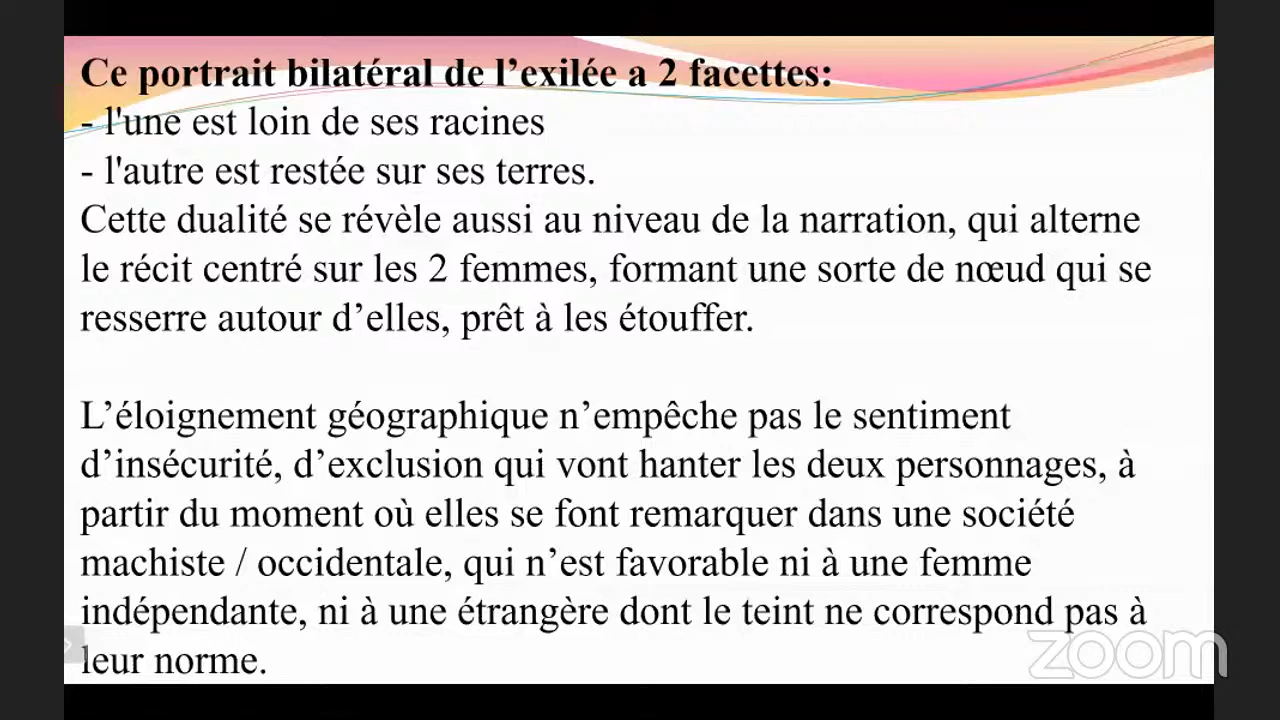 Ce portrait bilatéral de l’exilée a 2 facettes:
- l'une est loin de ses racines
- l'autre est restée sur ses terres.
Cette dualité se révèle aussi au niveau de la narration, qui alterne
le récit centré sur les 2 femmes, formant une sorte de nœud qui se
resserre autour d’elles, prêt à les étouffer.
L’éloignement géographique n’empêche pas le sentiment
d’insécurité, d’exclusion qui vont hanter les deux personnages, à
partir du moment où elles se font remarquer dans une société
machiste / occidentale, qui n’est favorable ni à une femme
indépendante, ni à une étrangère dont le teint ne correspond pas à
leur norme.
zoom